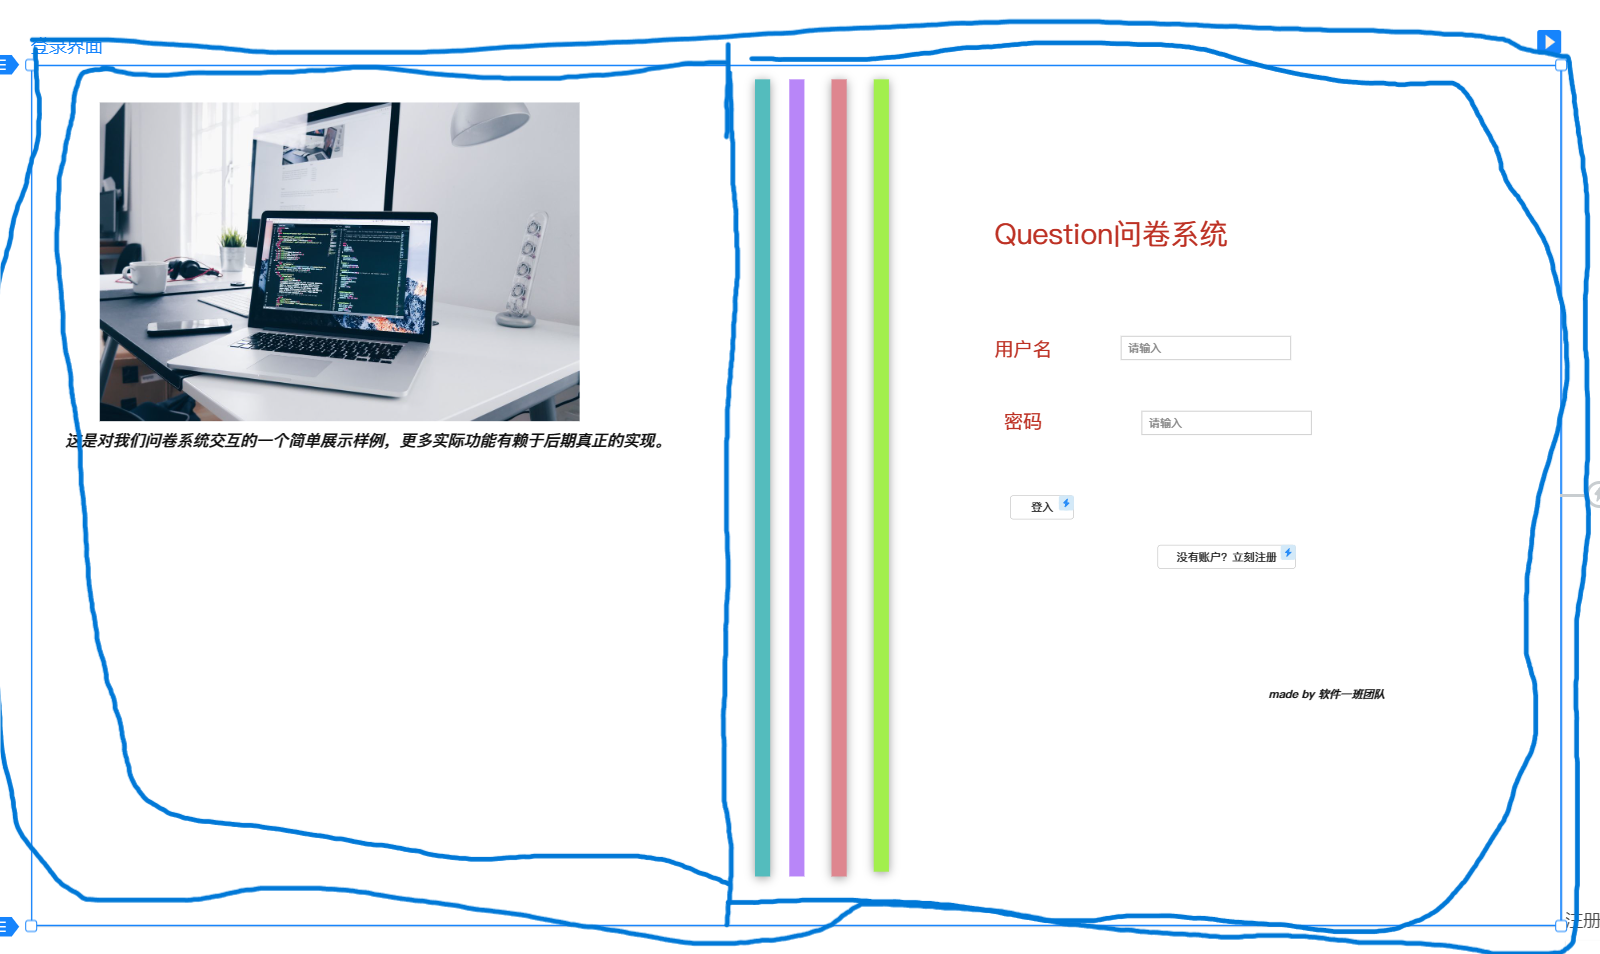 登录界面
这是对我们问卷系统交互的一个简单展示样例，更多实际功能有赖于后期真正的实现。
Question问卷系统
用户名
请输入
密码
请输入
登入
没有账户？立刻注册
made by 软件一班团队
注册